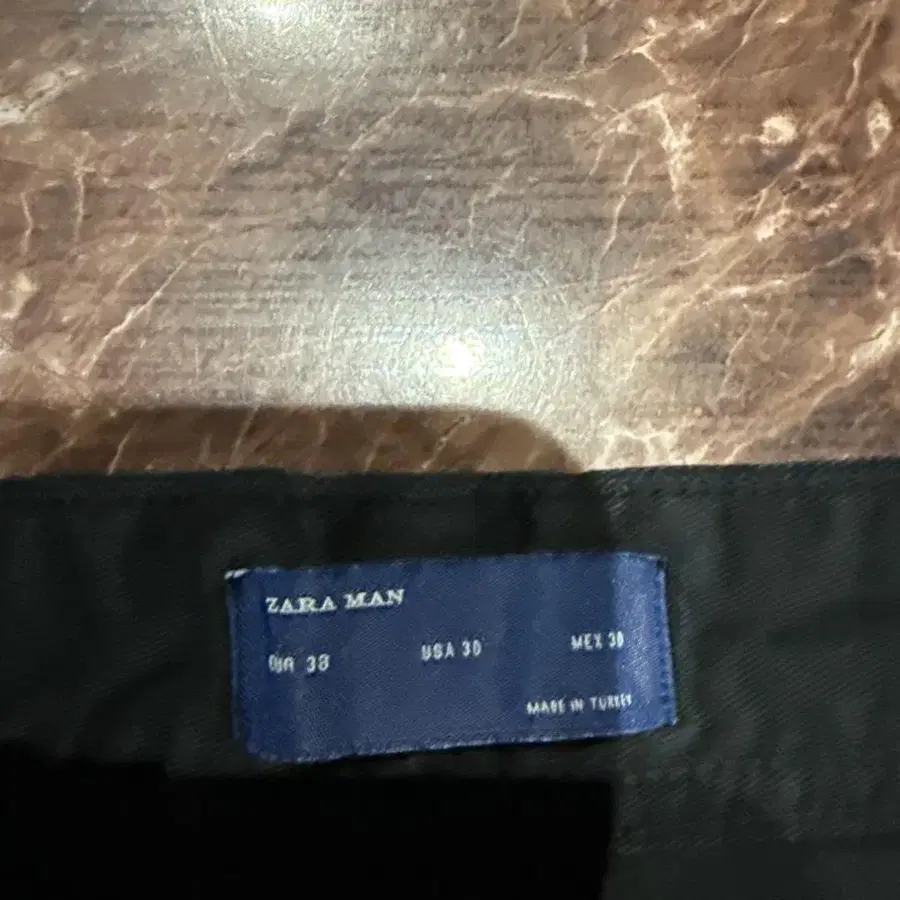 ZARA MAN
EUR 38 USA 30 MEX 30
MADE IN TURKEY